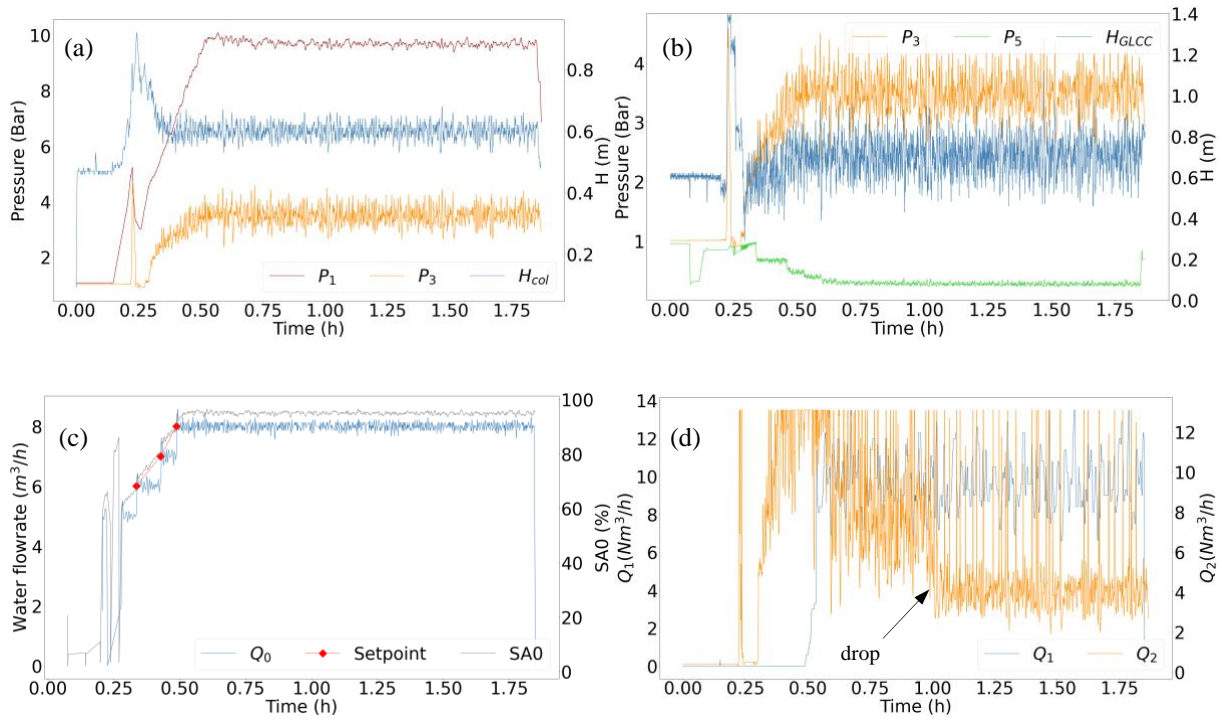 (a)
10
8
6
4
2
Pressure (Bar)
0.8
0.6
0.4
0.2
H (m)
P1 P3 Hcol
0.00 0.25 0.50 0.75 1.00 1.25 1.50 1.75
Time (h)
(b)
P3 P5 HGLCC
4
3
2
1
Pressure (Bar)
1.4
1.2
1.0
0.8
0.6
0.4
0.2
0.0
H (m)
0.00 0.25 0.50 0.75 1.00 1.25 1.50 1.75
Time (h)
(c)
8
6
4
2
0
Water flowrate (m³/h)
100
80
60
40
20
0
SA0 (%)
Q0 Setpoint SA0
0.00 0.25 0.50 0.75 1.00 1.25 1.50 1.75
Time (h)
(d)
14
12
10
8
6
4
2
0
Q1(Nm³/h)
12
10
8
6
4
2
0
Q2(Nm³/h)
drop
Q1 Q2
0.00 0.25 0.50 0.75 1.00 1.25 1.50 1.75
Time (h)